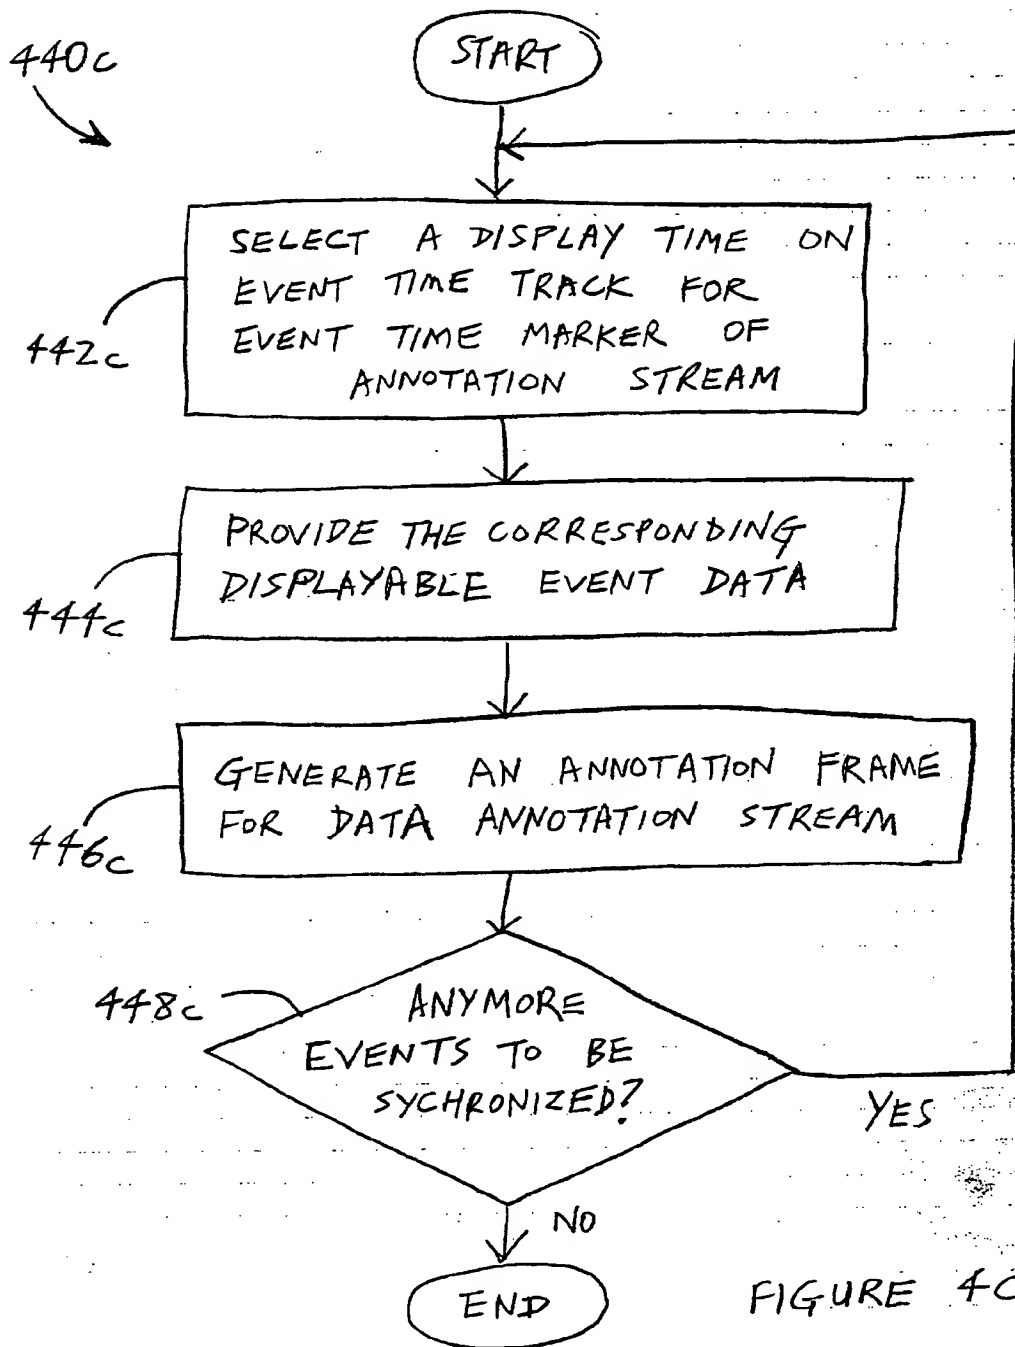 440c
START
SELECT A DISPLAY TIME ON
EVENT TIME TRACK FOR
EVENT TIME MARKER OF
ANNOTATION STREAM
442c
PROVIDE THE CORRESPONDING
DISPLAYABLE EVENT DATA
444c
GENERATE AN ANNOTATION FRAME
FOR DATA ANNOTATION STREAM
446c
448c
ANYMORE
EVENTS TO BE
SYCHRONIZED?
YES
NO
END
FIGURE 4C